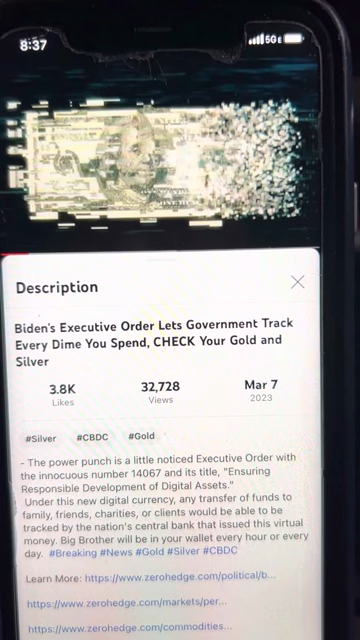 8:37
5GE
Description
Biden's Executive Order Lets Government Track
Every Dime You Spend, CHECK Your Gold and
Silver
3.8K 32,728 Mar 7
Likes Views 2023
#Silver #CBDC #Gold
- The power punch is a little noticed Executive Order with
the innocuous number 14067 and its title, "Ensuring
Responsible Development of Digital Assets."
Under this new digital currency, any transfer of funds to
family, friends, charities, or clients would be able to be
tracked by the nation's central bank that issued this virtual
money. Big Brother will be in your wallet every hour or every
day. #Breaking #News #Gold #Silver #CBDC
Learn More: https://www.zerohedge.com/political/b...
https://www.zerohedge.com/markets/per...
https://www.zerohedge.com/commodities...